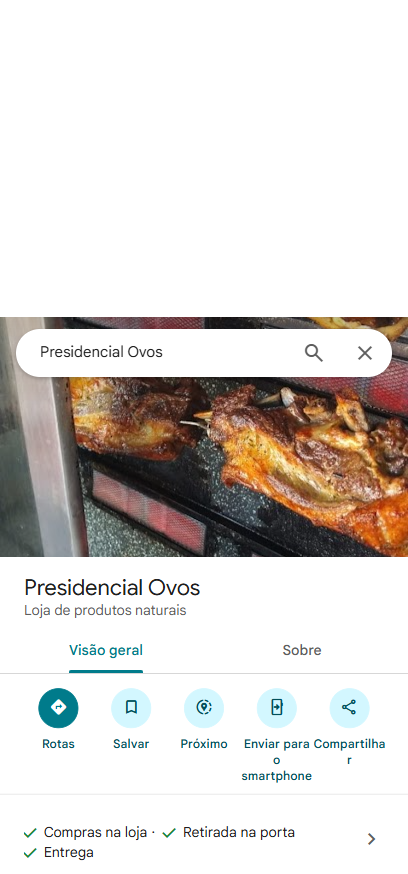 Presidencial Ovos
Presidencial Ovos
Loja de produtos naturais
Visão geral
Sobre
Rotas
Salvar
Próximo
Enviar para
o
smartphone
Compartilha
r
Compras na loja · Retirada na porta
Entrega